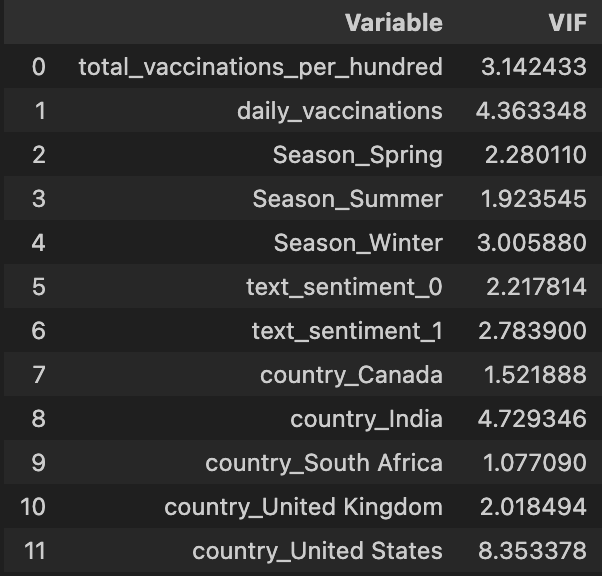 Variable VIF
0 total_vaccinations_per_hundred 3.142433
1 daily_vaccinations 4.363348
2 Season_Spring 2.280110
3 Season_Summer 1.923545
4 Season_Winter 3.005880
5 text_sentiment_0 2.217814
6 text_sentiment_1 2.783900
7 country_Canada 1.521888
8 country_India 4.729346
9 country_South Africa 1.077090
10 country_United Kingdom 2.018494
11 country_United States 8.353378